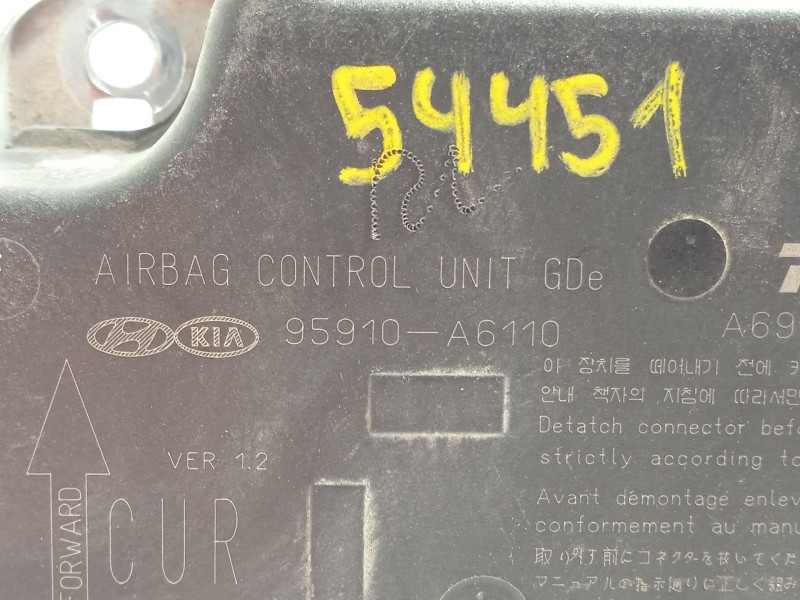 54451
AIRBAG CONTROL UNIT GDe
KIA 95910-A6110
A69
이 장치를 떼어내기 전에
안내 책자의 지침에 따라서만
Detatch connector bef
strictly according to
VER 1.2
Avant démontage enlev
conformement au manu
CUR
FORWARD
取り外す前にコネクターを抜いてくだ
マニュアルの指示通りに正しく組み